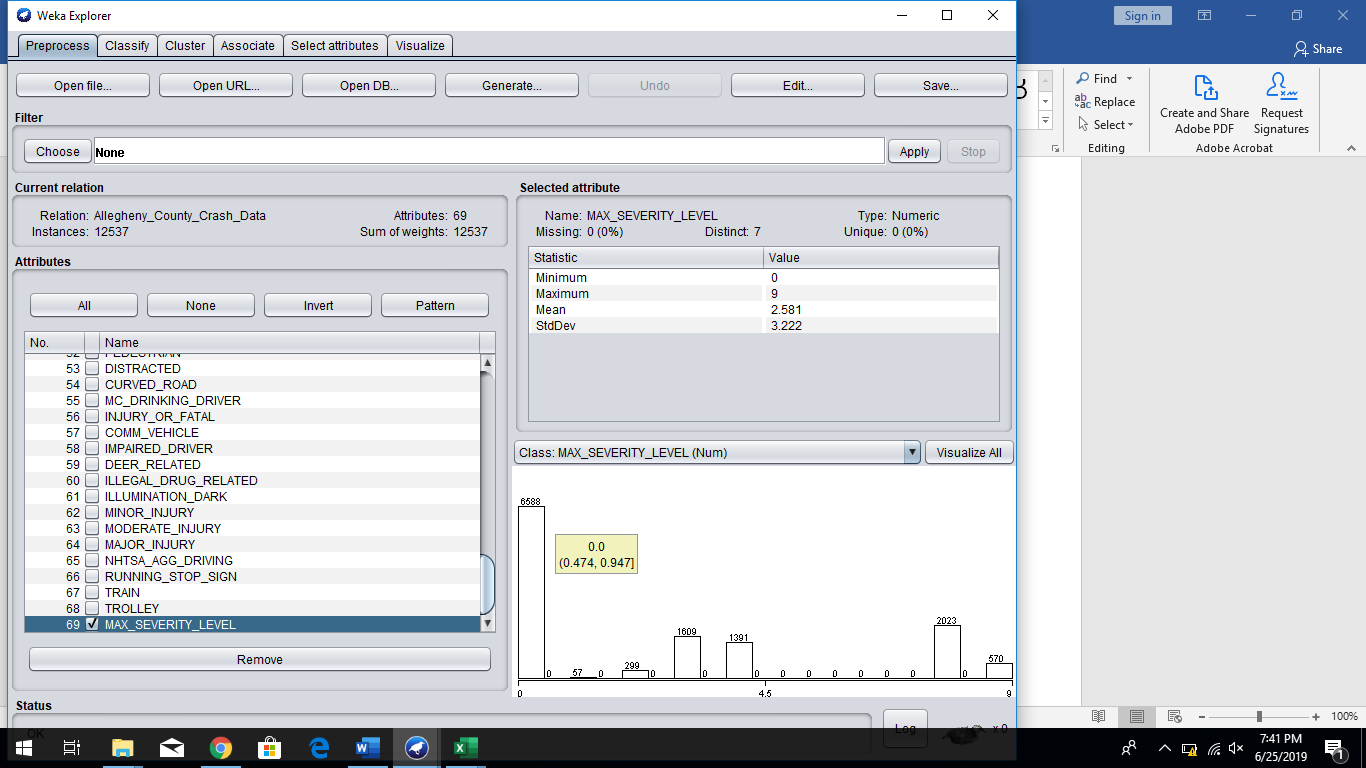 Weka Explorer
Sign in
Preprocess Classify Cluster Associate Select attributes Visualize
Share
Open file... Open URL... Open DB... Generate... Undo Edit... Save...
Find
Replace
Select
Editing
Create and Share Adobe PDF
Request Signatures
Adobe Acrobat
Filter
Choose None Apply Stop
Current relation
Relation: Allegheny_County_Crash_Data Attributes: 69
Instances: 12537 Sum of weights: 12537
Attributes
All None Invert Pattern
No. Name
52 PEDESTRIAN
53 DISTRACTED
54 CURVED_ROAD
55 MC_DRINKING_DRIVER
56 INJURY_OR_FATAL
57 COMM_VEHICLE
58 IMPAIRED_DRIVER
59 DEER_RELATED
60 ILLEGAL_DRUG_RELATED
61 ILLUMINATION_DARK
62 MINOR_INJURY
63 MODERATE_INJURY
64 MAJOR_INJURY
65 NHTSA_AGG_DRIVING
66 RUNNING_STOP_SIGN
67 TRAIN
68 TROLLEY
69 MAX_SEVERITY_LEVEL
Remove
Selected attribute
Name: MAX_SEVERITY_LEVEL Type: Numeric
Missing: 0 (0%) Distinct: 7 Unique: 0 (0%)
Statistic Value
Minimum 0
Maximum 9
Mean 2.581
StdDev 3.222
Class: MAX_SEVERITY_LEVEL (Num) Visualize All
6588 0 57 0 299 0 1609 0 1391 0 0 0 0 0 0 0 2023 0 570
0.0
(0.474, 0.947]
0 4.5 9
Status
OK
Log x 0
100%
7:41 PM
6/25/2019
1